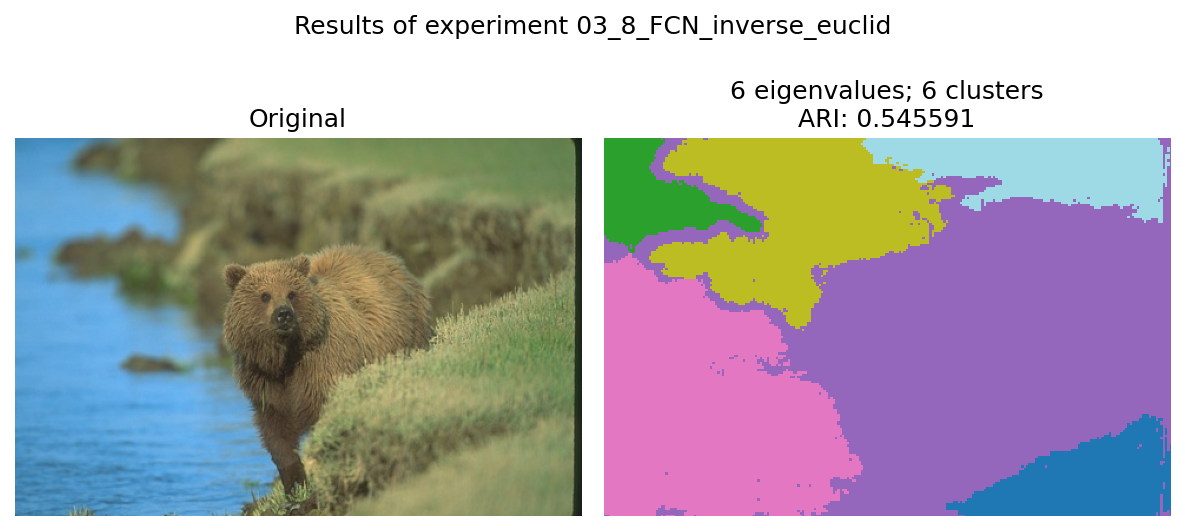 Results of experiment 03_8_FCN_inverse_euclid
Original
6 eigenvalues; 6 clusters
ARI: 0.545591